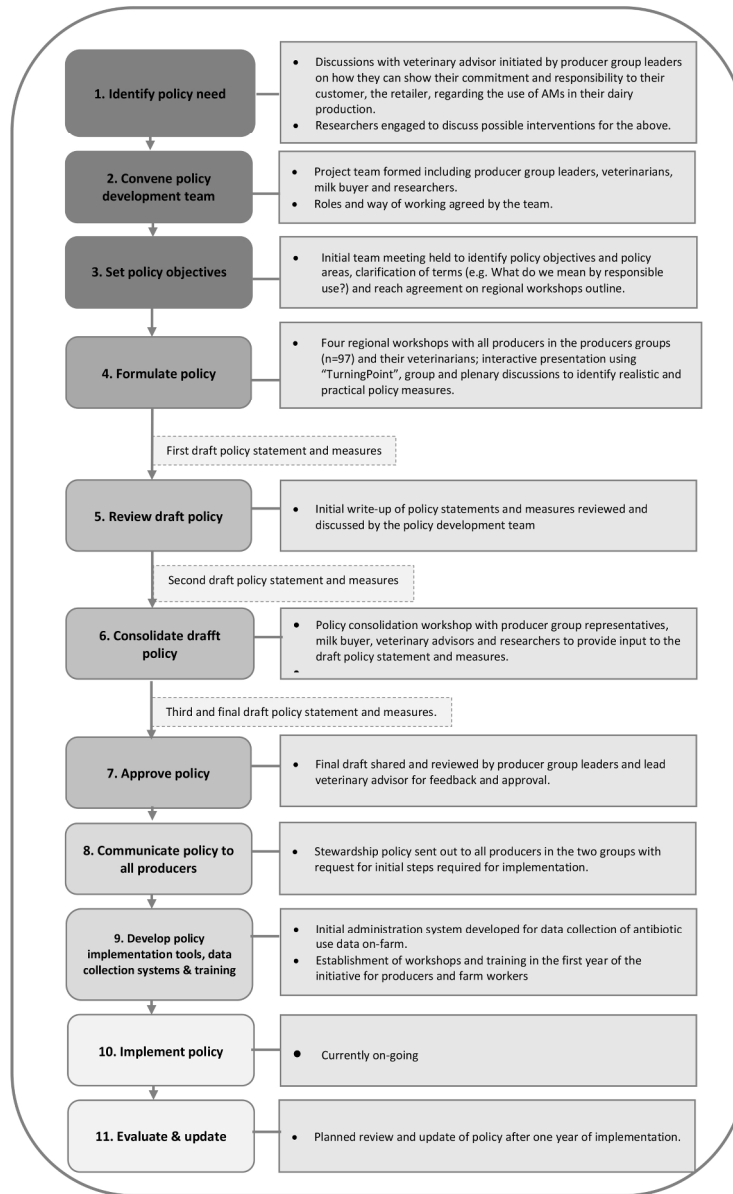 1. Identify policy need
• Discussions with veterinary advisor initiated by producer group leaders
on how they can show their commitment and responsibility to their
customer, the retailer, regarding the use of AMs in their dairy
production.
• Researchers engaged to discuss possible interventions for the above.
2. Convene policy
development team
• Project team formed including producer group leaders, veterinarians,
milk buyer and researchers.
• Roles and way of working agreed by the team.
3. Set policy objectives
• Initial team meeting held to identify policy objectives and policy
areas, clarification of terms (e.g. What do we mean by responsible
use?) and reach agreement on regional workshops outline.
4. Formulate policy
• Four regional workshops with all producers in the producers groups
(n=97) and their veterinarians; interactive presentation using
“TurningPoint”, group and plenary discussions to identify realistic and
practical policy measures.
First draft policy statement and measures
5. Review draft policy
• Initial write-up of policy statements and measures reviewed and
discussed by the policy development team
Second draft policy statement and measures
6. Consolidate drafft
policy
• Policy consolidation workshop with producer group representatives,
milk buyer, veterinary advisors and researchers to provide input to the
draft policy statement and measures.
Third and final draft policy statement and measures.
7. Approve policy
• Final draft shared and reviewed by producer group leaders and lead
veterinary advisor for feedback and approval.
8. Communicate policy to
all producers
• Stewardship policy sent out to all producers in the two groups with
request for initial steps required for implementation.
9. Develop policy
implementation tools, data
collection systems & training
• Initial administration system developed for data collection of antibiotic
use data on-farm.
• Establishment of workshops and training in the first year of the
initiative for producers and farm workers
10. Implement policy
• Currently on-going
11. Evaluate & update
• Planned review and update of policy after one year of implementation.